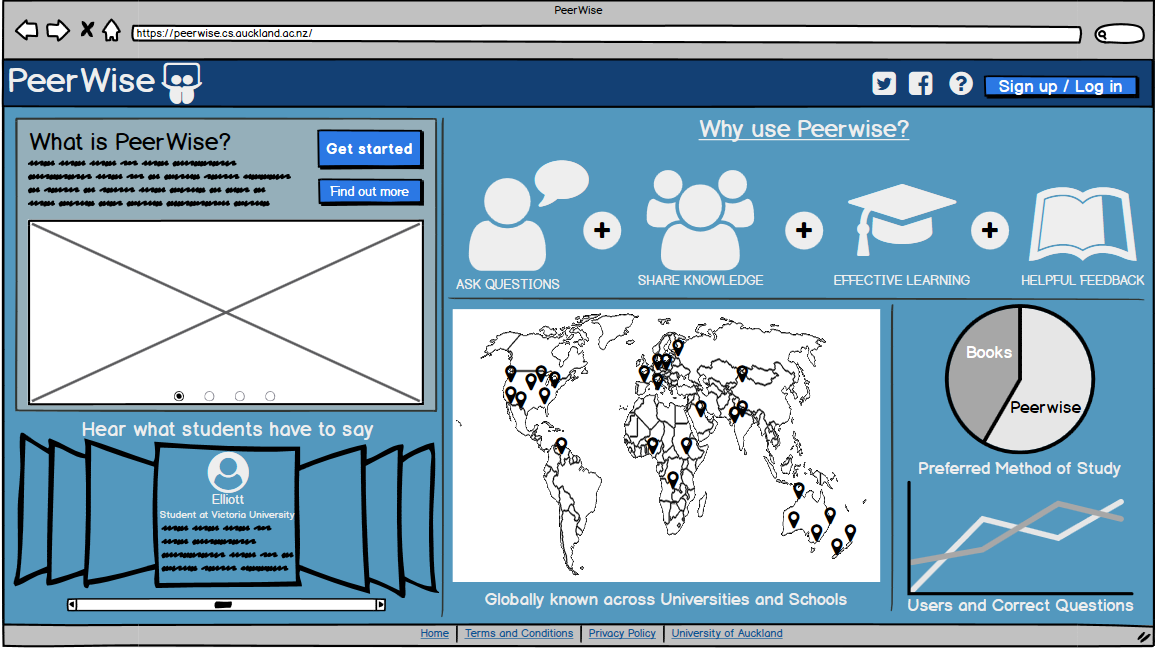 PeerWise
https://peerwise.cs.auckland.ac.nz/
PeerWise
Sign up / Log in
What is PeerWise?
Get started
Find out more
Why use Peerwise?
ASK QUESTIONS
SHARE KNOWLEDGE
EFFECTIVE LEARNING
HELPFUL FEEDBACK
Hear what students have to say
Elliott
Student at Victoria University
Globally known across Universities and Schools
Books
Peerwise
Preferred Method of Study
Users and Correct Questions
Home
Terms and Conditions
Privacy Policy
University of Auckland